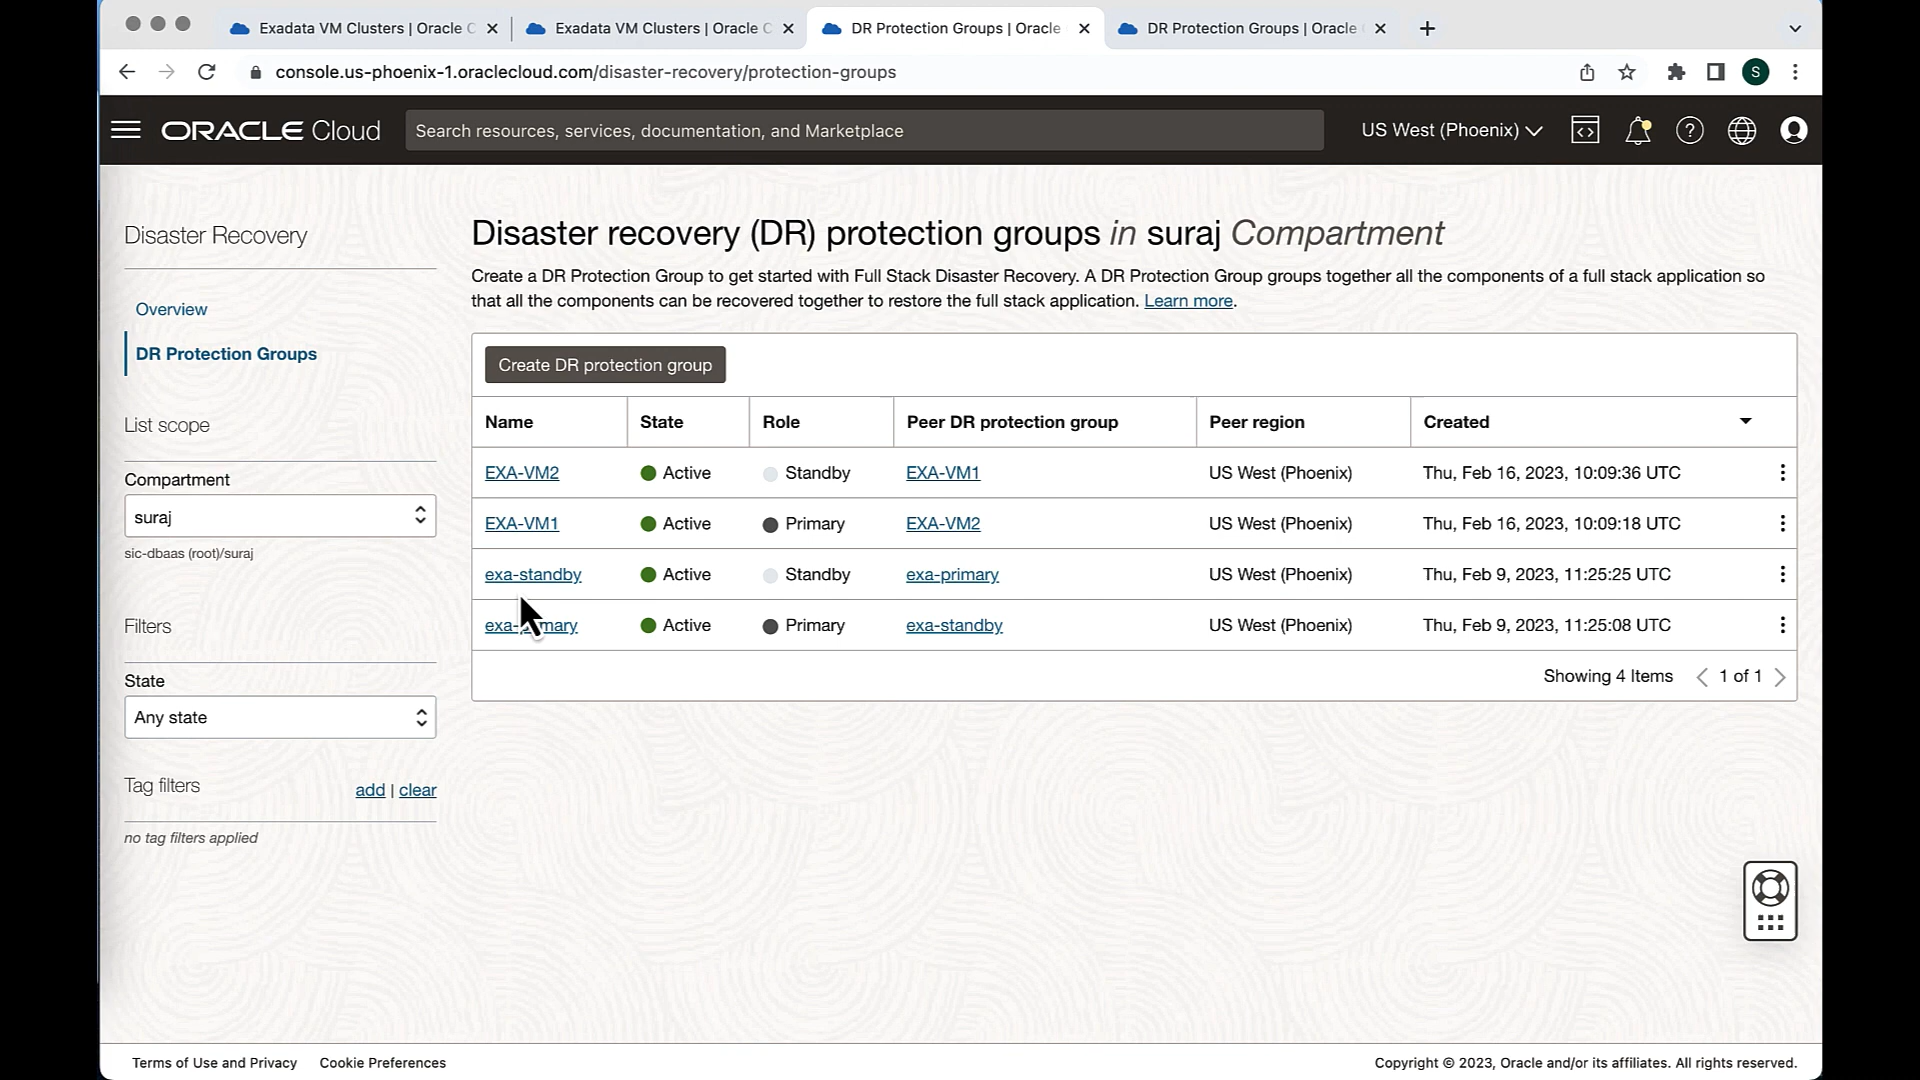 Exadata VM Clusters | Oracle C
Exadata VM Clusters | Oracle C
DR Protection Groups | Oracle
DR Protection Groups | Oracle
console.us-phoenix-1.oraclecloud.com/disaster-recovery/protection-groups
S
ORACLE Cloud
Search resources, services, documentation, and Marketplace
US West (Phoenix)
Disaster Recovery
Overview
DR Protection Groups
List scope
Compartment
suraj
sic-dbaas (root)/suraj
Filters
State
Any state
Tag filters
add | clear
no tag filters applied
Disaster recovery (DR) protection groups in suraj Compartment
Create a DR Protection Group to get started with Full Stack Disaster Recovery. A DR Protection Group groups together all the components of a full stack application so
that all the components can be recovered together to restore the full stack application. Learn more.
Create DR protection group
Name State Role Peer DR protection group Peer region Created
EXA-VM2 Active Standby EXA-VM1 US West (Phoenix) Thu, Feb 16, 2023, 10:09:36 UTC
EXA-VM1 Active Primary EXA-VM2 US West (Phoenix) Thu, Feb 16, 2023, 10:09:18 UTC
exa-standby Active Standby exa-primary US West (Phoenix) Thu, Feb 9, 2023, 11:25:25 UTC
exa-primary Active Primary exa-standby US West (Phoenix) Thu, Feb 9, 2023, 11:25:08 UTC
Showing 4 Items 1 of 1
Terms of Use and Privacy Cookie Preferences
Copyright © 2023, Oracle and/or its affiliates. All rights reserved.